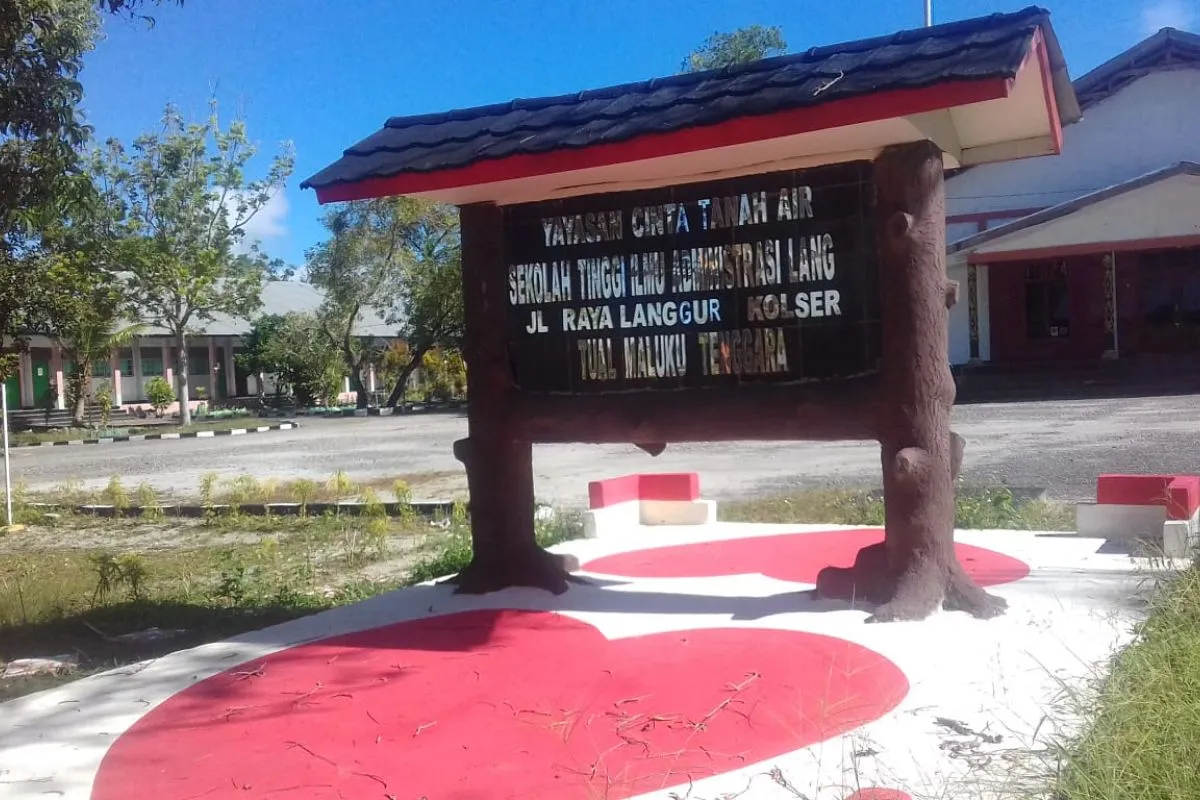 YAYASAN CINTA TANAH AIR
SEKOLAH TINGGI ILMU ADMINISTRASI LANG
JL RAYA LANGGUR KOLSER
TUAL MALUKU TENGGARA